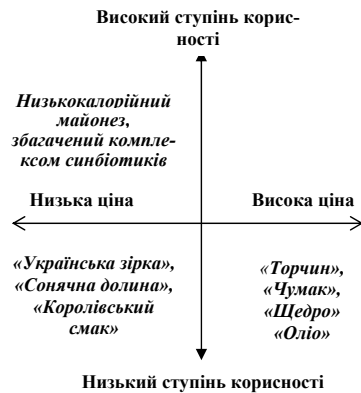 Високий ступінь корис-
ності
Низькокалорійний
майонез,
збагачений компле-
ксом синбіотиків
Низька ціна
Висока ціна
«Українська зірка»,
«Сонячна долина»,
«Королівський
смак»
«Торчин»,
«Чумак»,
«Щедро»
«Оліо»
Низький ступінь корисності